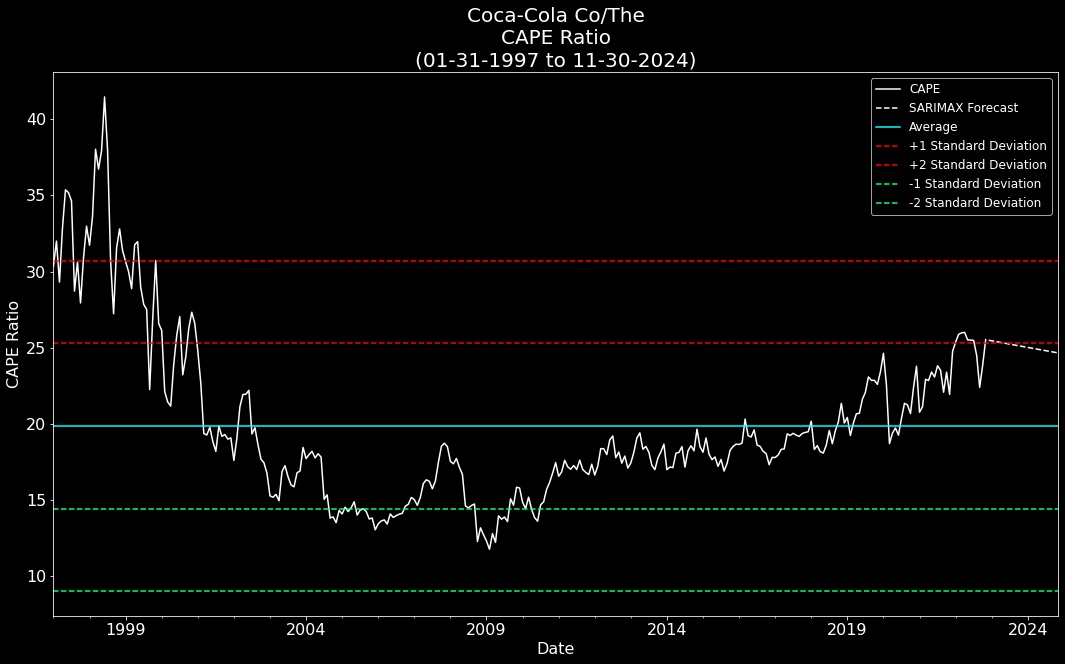 Coca-Cola Co/The
CAPE Ratio
(01-31-1997 to 11-30-2024)
CAPE
SARIMAX Forecast
Average
+1 Standard Deviation
+2 Standard Deviation
-1 Standard Deviation
-2 Standard Deviation
CAPE Ratio
40
35
30
25
20
15
10
1999 2004 2009 2014 2019 2024
Date